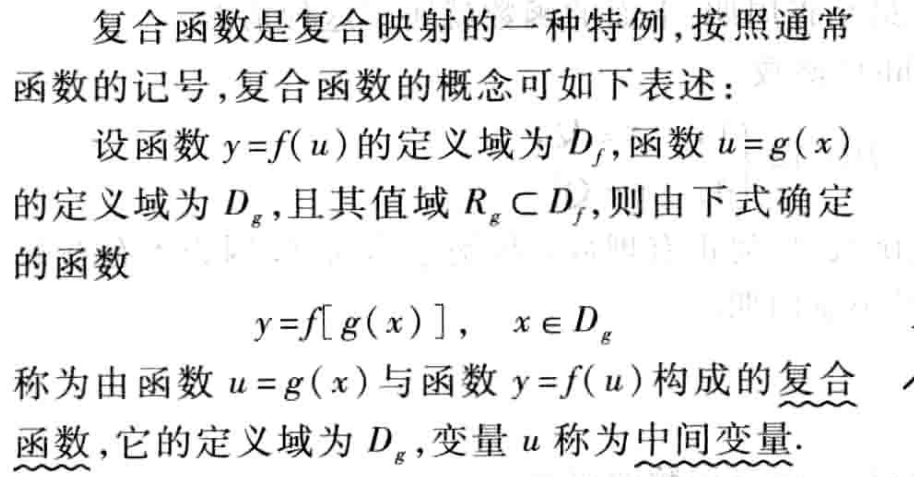 复合函数是复合映射的一种特例,按照通常
函数的记号,复合函数的概念可如下表述:
设函数 y=f(u)的定义域为 D_f,函数 u=g(x)
的定义域为 D_g,且其值域 R_g⊂D_f,则由下式确定
的函数
y=f[g(x)], x∈D_g
称为由函数 u=g(x)与函数 y=f(u)构成的复合
函数,它的定义域为 D_g,变量 u 称为中间变量.